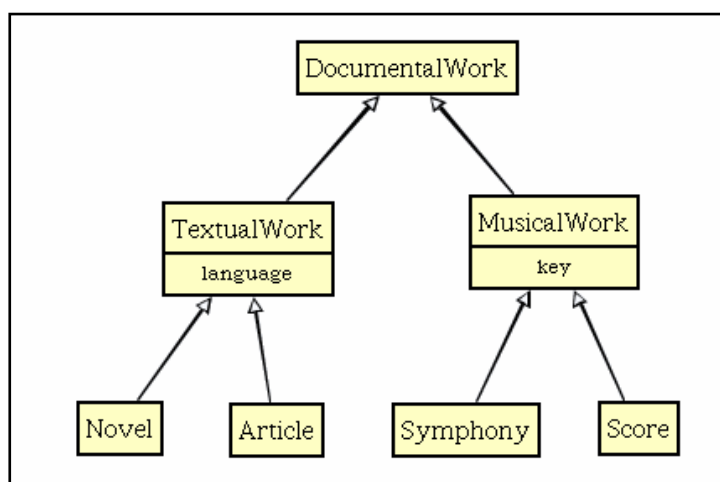 DocumentalWork
TextualWork
language
MusicalWork
key
Novel
Article
Symphony
Score